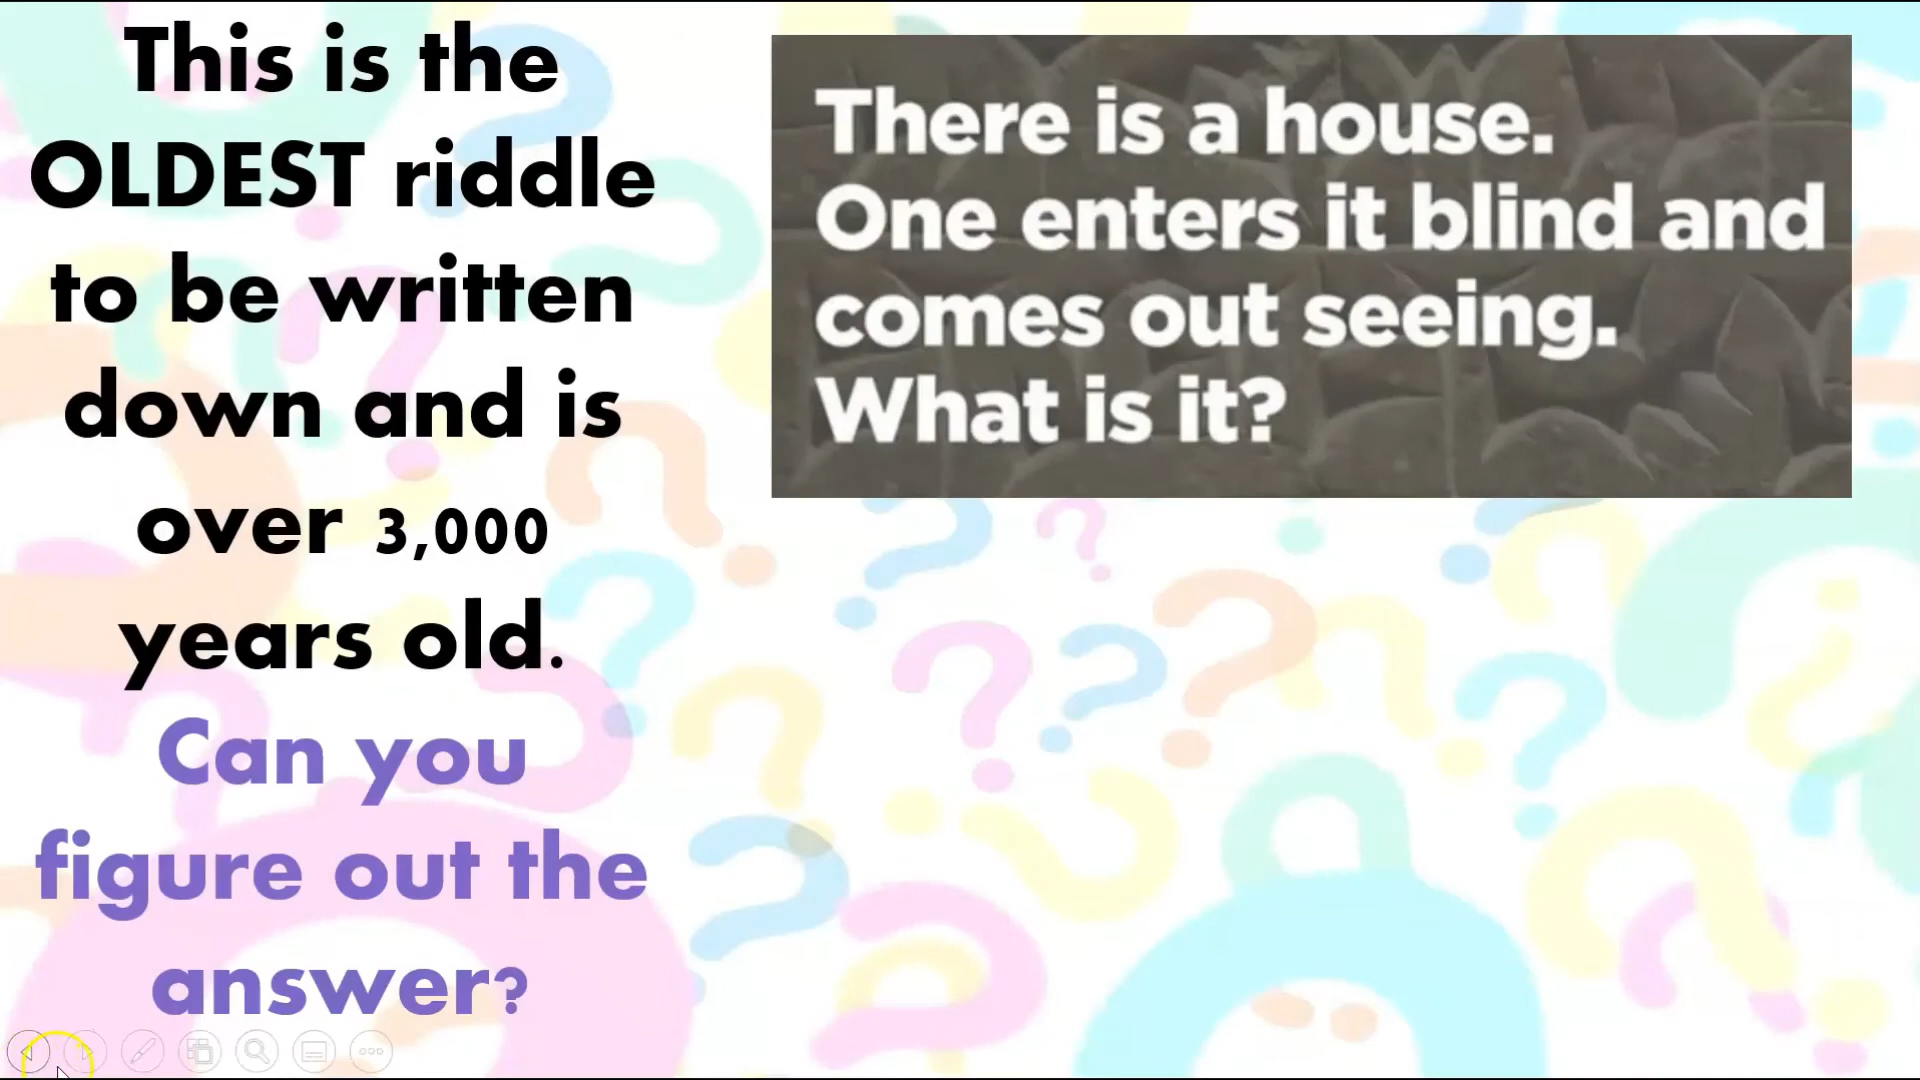 This is the
OLDEST riddle
to be written
down and is
over 3,000
years old.
Can you
figure out the
answer?
There is a house.
One enters it blind and
comes out seeing.
What is it?